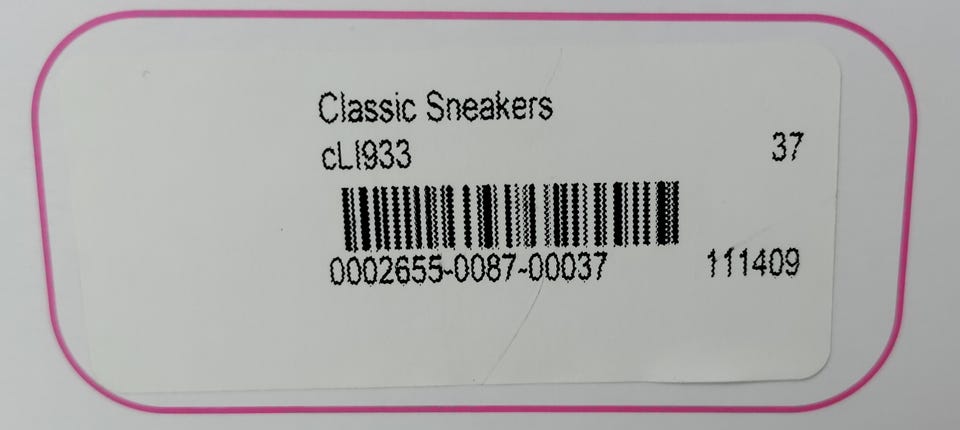 Classic Sneakers
cLI933 37
0002655-0087-00037 111409